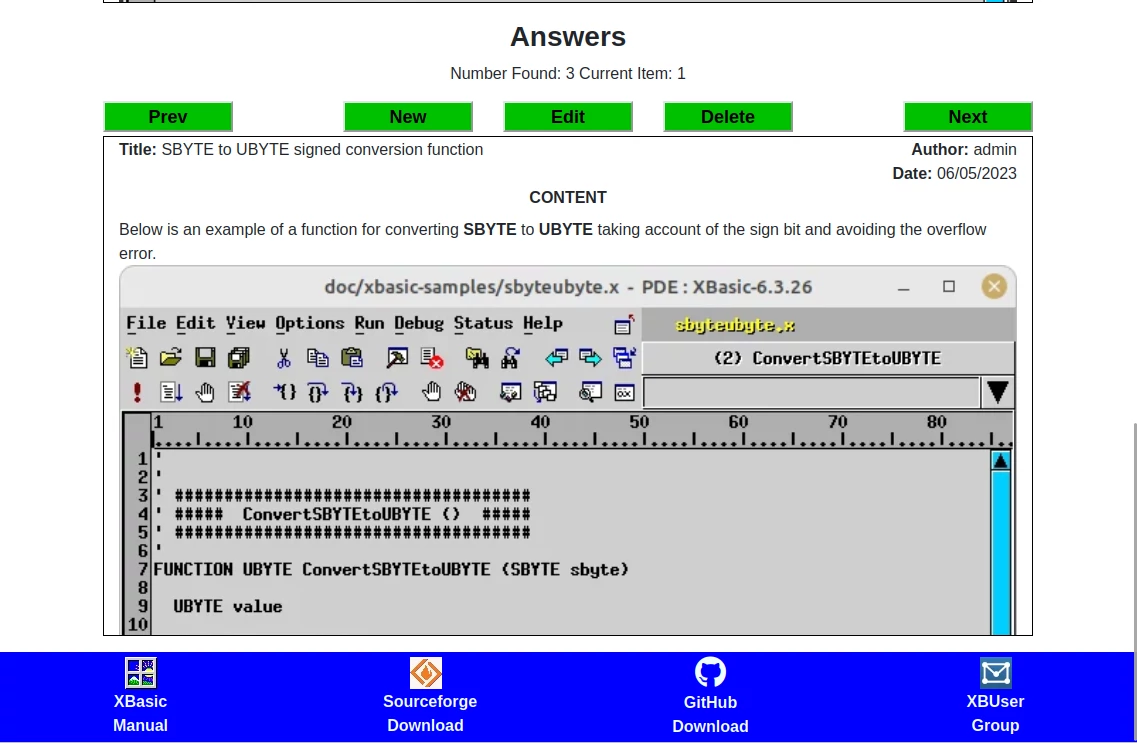 Answers
Number Found: 3 Current Item: 1
Prev New Edit Delete Next
Title: SBYTE to UBYTE signed conversion function Author: admin
Date: 06/05/2023
CONTENT
Below is an example of a function for converting SBYTE to UBYTE taking account of the sign bit and avoiding the overflow
error.
doc/xbasic-samples/sbyteubyte.x - PDE : XBasic-6.3.26
File Edit View Options Run Debug Status Help sbyteubyte.x
(2) ConvertSBYTEtoUBYTE
1 10 20 30 40 50 60 70 80
1 '
2 '
3 ' ####################################
4 ' ##### ConvertSBYTEtoUBYTE () #####
5 ' ####################################
6 '
7 FUNCTION UBYTE ConvertSBYTEtoUBYTE (SBYTE sbyte)
8
9 UBYTE value
10
XBasic Manual
Sourceforge Download
GitHub Download
XBUser Group